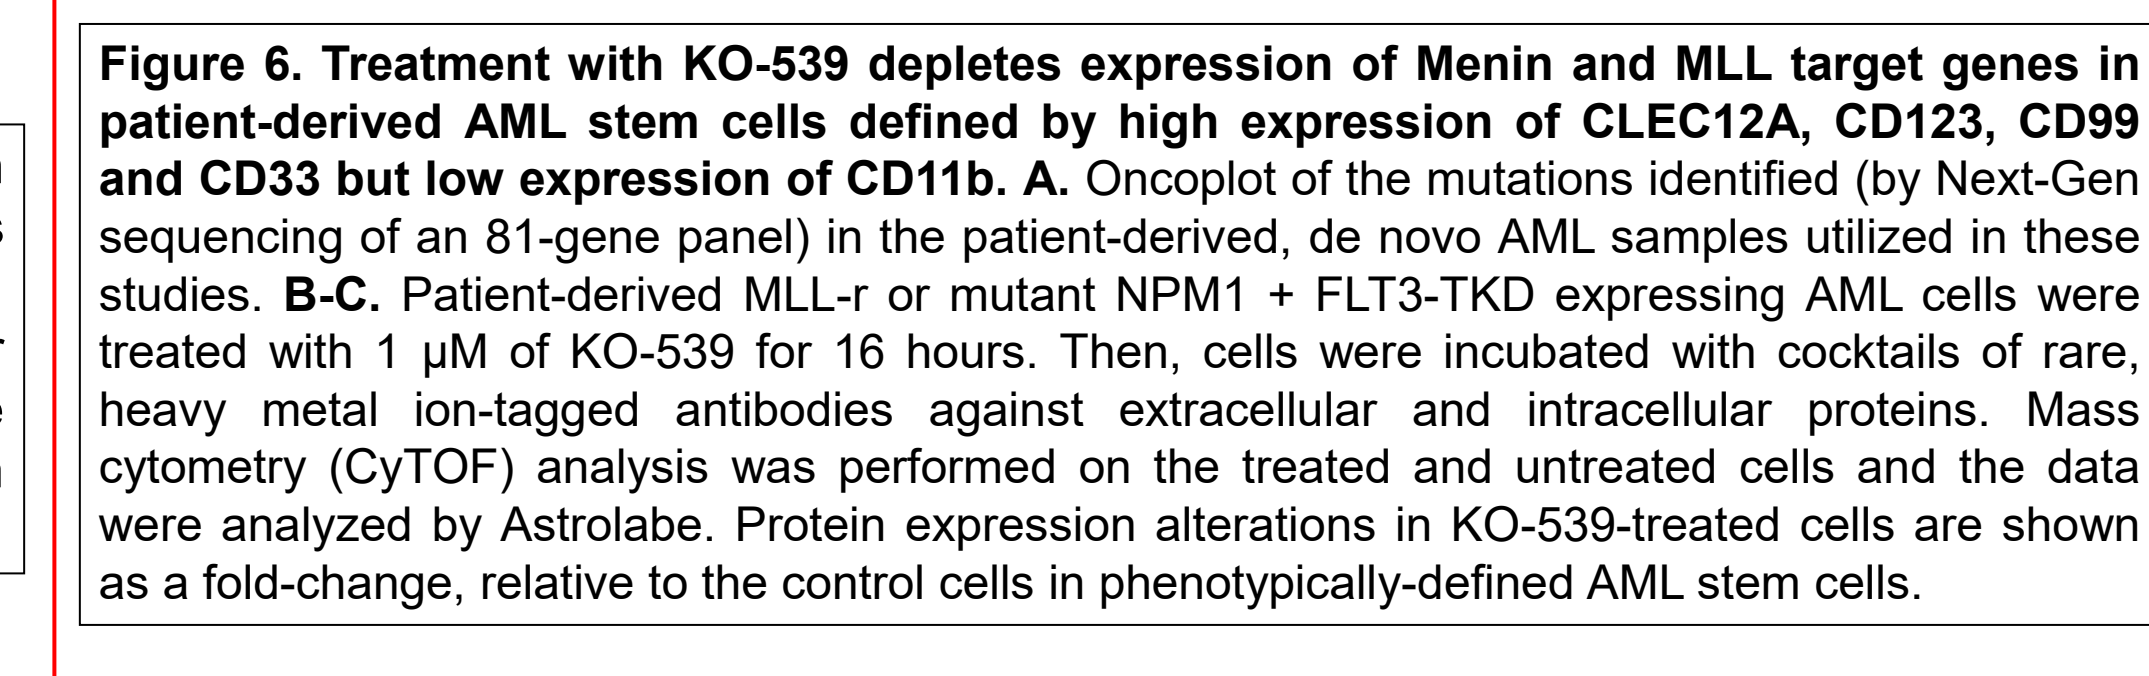 Figure 6. Treatment with KO-539 depletes expression of Menin and MLL target genes in
patient-derived AML stem cells defined by high expression of CLEC12A, CD123, CD99
and CD33 but low expression of CD11b. A. Oncoplot of the mutations identified (by Next-Gen
sequencing of an 81-gene panel) in the patient-derived, de novo AML samples utilized in these
studies. B-C. Patient-derived MLL-r or mutant NPM1 + FLT3-TKD expressing AML cells were
treated with 1 µM of KO-539 for 16 hours. Then, cells were incubated with cocktails of rare,
heavy metal ion-tagged antibodies against extracellular and intracellular proteins. Mass
cytometry (CyTOF) analysis was performed on the treated and untreated cells and the data
were analyzed by Astrolabe. Protein expression alterations in KO-539-treated cells are shown
as a fold-change, relative to the control cells in phenotypically-defined AML stem cells.